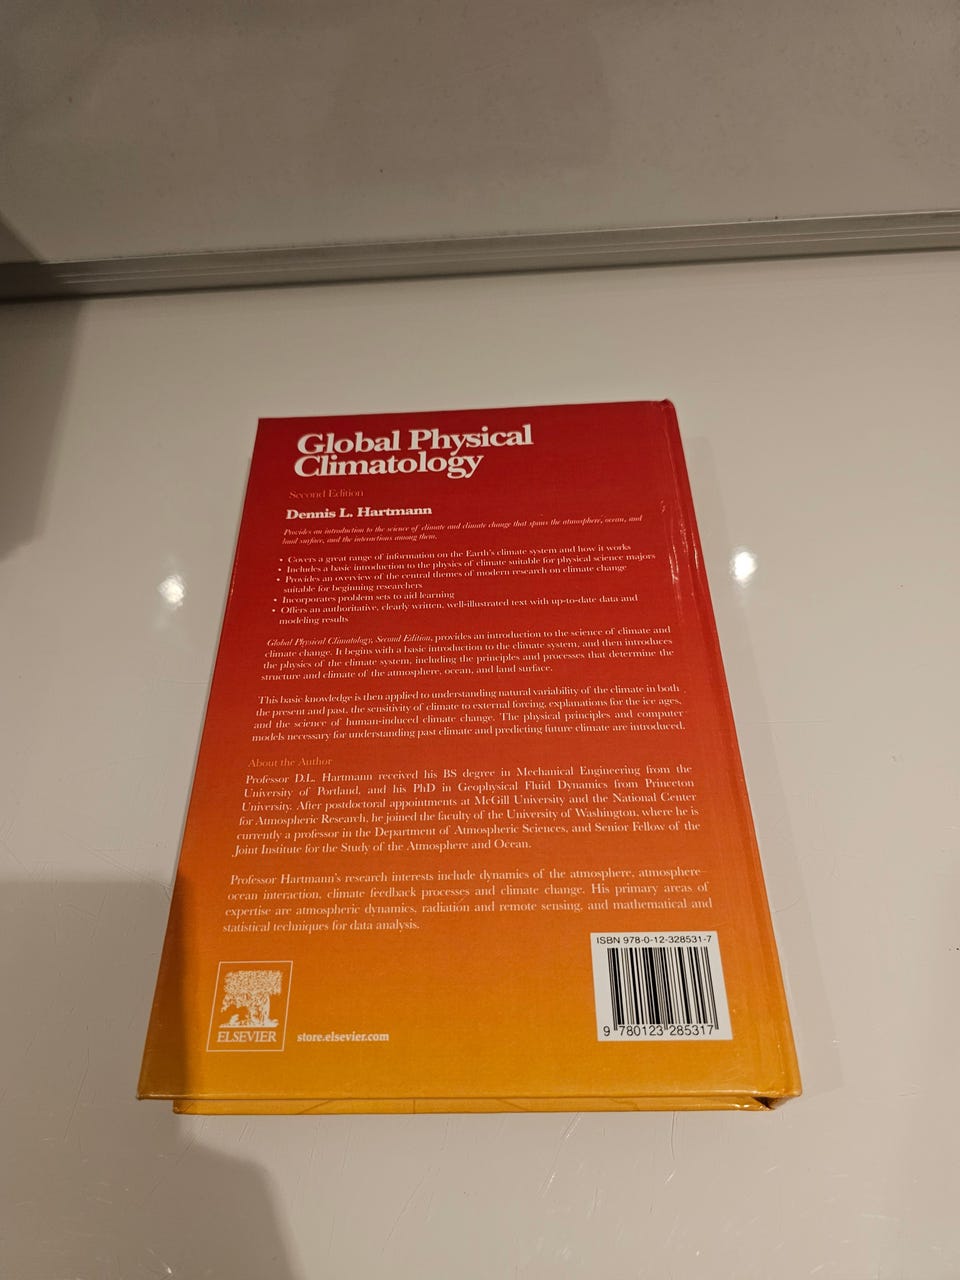 Global Physical
Climatology
Second Edition
Dennis L. Hartmann
Provides an introduction to the science of climate and climate change that spans the atmosphere, ocean, and
land surface, and the interactions among them.
• Covers a great range of information on the Earth's climate system and how it works
• Includes a basic introduction to the physics of climate suitable for physical science majors
• Provides an overview of the central themes of modern research on climate change
suitable for beginning researchers
• Incorporates problem sets to aid learning
• Offers an authoritative, clearly written, well-illustrated text with up-to-date data and
modeling results
Global Physical Climatology, Second Edition, provides an introduction to the science of climate and
climate change. It begins with a basic introduction to the climate system, and then introduces
the physics of the climate system, including the principles and processes that determine the
structure and climate of the atmosphere, ocean, and land surface.
This basic knowledge is then applied to understanding natural variability of the climate in both
the present and past, the sensitivity of climate to external forcing, explanations for the ice ages,
and the science of human-induced climate change. The physical principles and computer
models necessary for understanding past climate and predicting future climate are introduced.
About the Author
Professor D.L. Hartmann received his BS degree in Mechanical Engineering from the
University of Portland, and his PhD in Geophysical Fluid Dynamics from Princeton
University. After postdoctoral appointments at McGill University and the National Center
for Atmospheric Research, he joined the faculty of the University of Washington, where he is
currently a professor in the Department of Atmospheric Sciences, and Senior Fellow of the
Joint Institute for the Study of the Atmosphere and Ocean.
Professor Hartmann's research interests include dynamics of the atmosphere, atmosphere–
ocean interaction, climate feedback processes and climate change. His primary areas of
expertise are atmospheric dynamics, radiation and remote sensing, and mathematical and
statistical techniques for data analysis.
ISBN 978-0-12-328531-7
9 780123 285317
ELSEVIER
store.elsevier.com